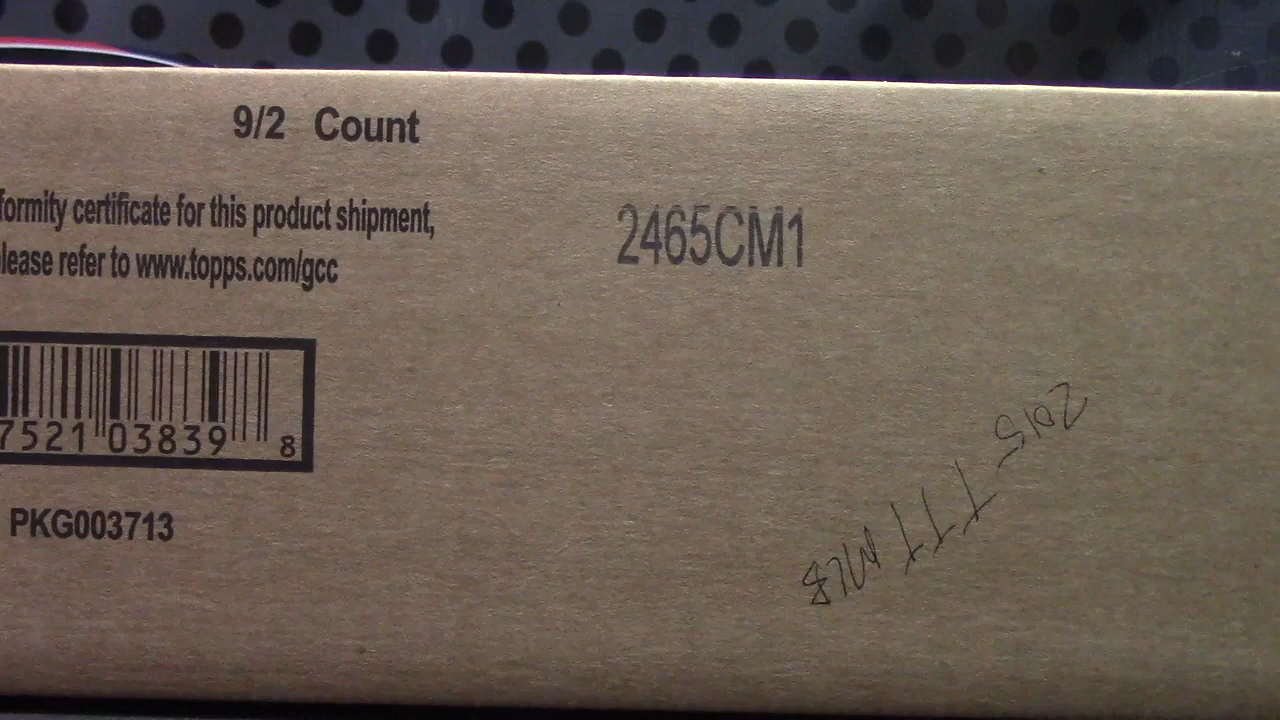 9/2 Count
formity certificate for this product shipment,
lease refer to www.topps.com/gcc
2465CM1
7521 03839 8
PKG003713
2015 TTT MLB